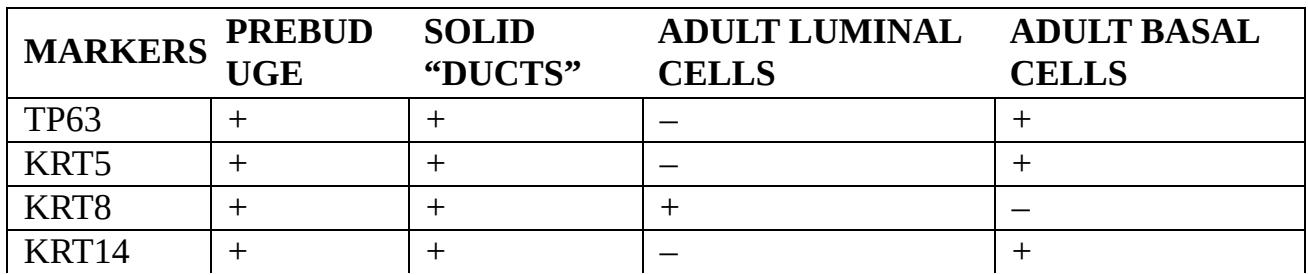 MARKERS PREBUD UGE SOLID “DUCTS” ADULT LUMINAL CELLS ADULT BASAL CELLS
TP63 + + – +
KRT5 + + – +
KRT8 + + + –
KRT14 + + – +